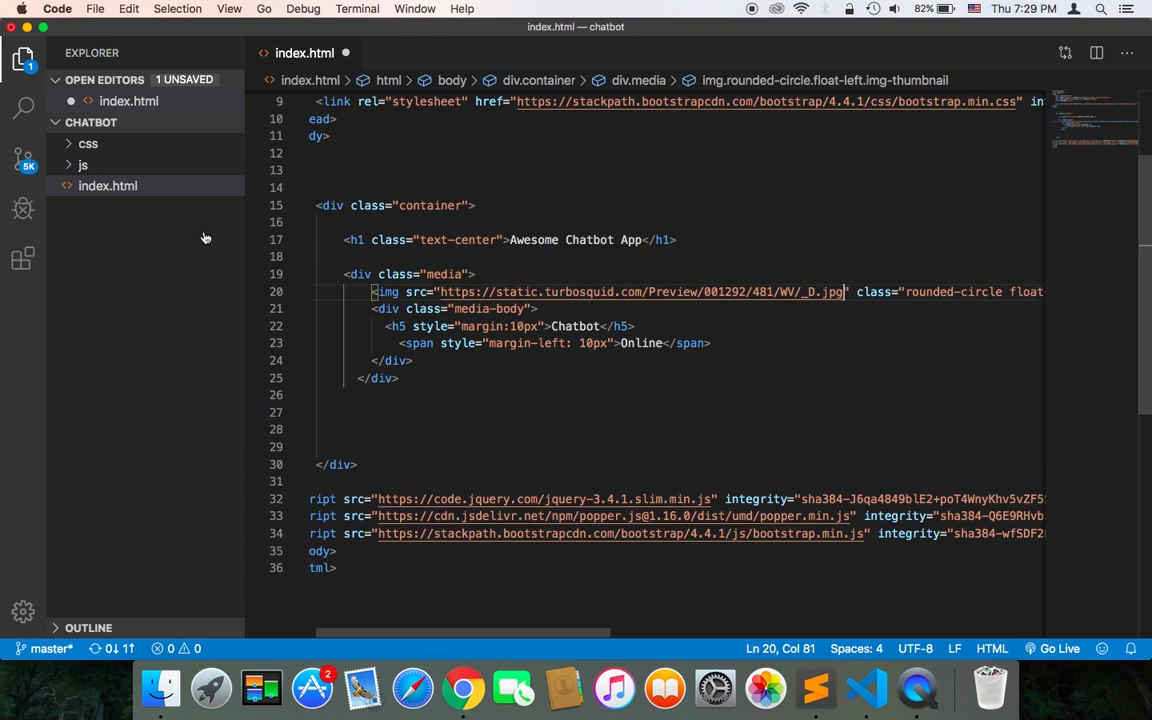 Code File Edit Selection View Go Debug Terminal Window Help 82% Thu 7:29 PM
index.html — chatbot
EXPLORER
index.html
OPEN EDITORS 1 UNSAVED
index.html > html > body > div.container > div.media > img.rounded-circle.float-left.img-thumbnail
index.html
CHATBOT
css
js
index.html
1
5K
9 <link rel="stylesheet" href="https://stackpath.bootstrapcdn.com/bootstrap/4.4.1/css/bootstrap.min.css" in
10 ead>
11 dy>
12
13
14
15 <div class="container">
16
17 <h1 class="text-center">Awesome Chatbot App</h1>
18
19 <div class="media">
20 <img src="https://static.turbosquid.com/Preview/001292/481/WV/_D.jpg" class="rounded-circle float-
21 <div class="media-body">
22 <h5 style="margin:10px">Chatbot</h5>
23 <span style="margin-left: 10px">Online</span>
24 </div>
25 </div>
26
27
28
29
30 </div>
31
32 ript src="https://code.jquery.com/jquery-3.4.1.slim.min.js" integrity="sha384-J6qa4849blE2+poT4WnyKhv5vZF5
33 ript src="https://cdn.jsdelivr.net/npm/popper.js@1.16.0/dist/umd/popper.min.js" integrity="sha384-Q6E9RHvb
34 ript src="https://stackpath.bootstrapcdn.com/bootstrap/4.4.1/js/bootstrap.min.js" integrity="sha384-wfSDF2
35 ody>
36 tml>
OUTLINE
master* 0↓ 1↑ 0 0 Ln 20, Col 81 Spaces: 4 UTF-8 LF HTML Go Live
2